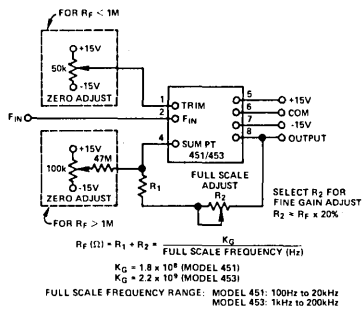 FOR RF < 1M
+15V
50k
-15V
ZERO ADJUST
FIN
1 TRIM
2 FIN
4 SUM PT
451/453
5 +15V
6 COM
7 -15V
8 OUTPUT
+15V
47M
100k
-15V
ZERO ADJUST
FOR RF > 1M
R1
FULL SCALE
ADJUST
R2
SELECT R2 FOR
FINE GAIN ADJUST
R2 ≈ RF x 20%
RF (Ω) = R1 + R2 = KG / FULL SCALE FREQUENCY (Hz)
KG = 1.8 x 10⁸ (MODEL 451)
KG = 2.2 x 10⁹ (MODEL 453)
FULL SCALE FREQUENCY RANGE: MODEL 451: 100Hz to 20kHz
MODEL 453: 1kHz to 200kHz